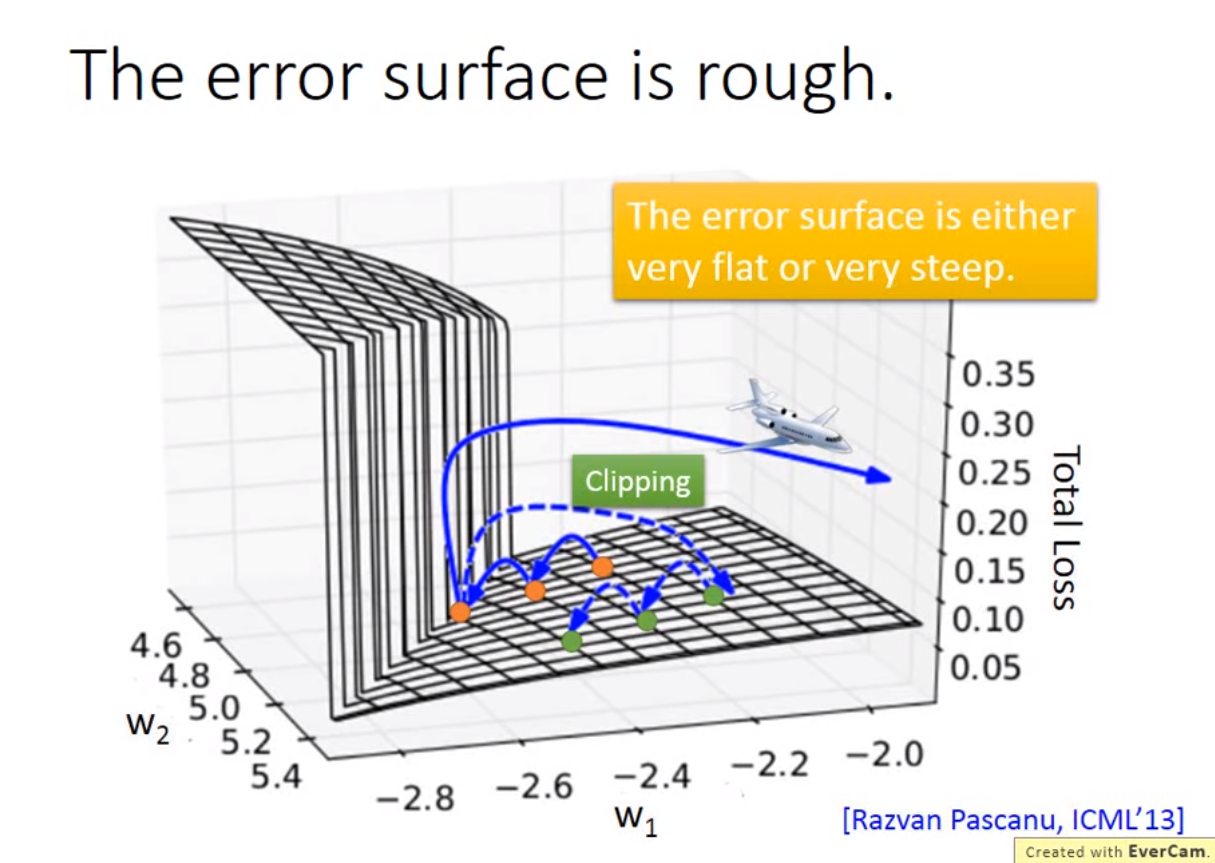 The error surface is rough.
The error surface is either
very flat or very steep.
0.35
0.30
Clipping
0.25
0.20
0.15
0.10
0.05
Total Loss
4.6
4.8
5.0
5.2
5.4
w2
−2.8
−2.6
−2.4
−2.2
−2.0
w1
[Razvan Pascanu, ICML’13]
Created with EverCam.